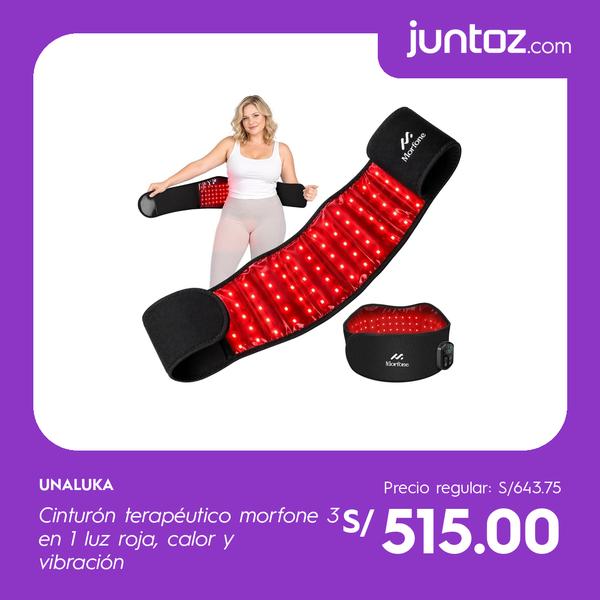 juntoz.com
Morfone
Morfone
UNALUKA
Cinturón terapéutico morfone 3
en 1 luz roja, calor y
vibración
Precio regular: S/643.75
S/ 515.00